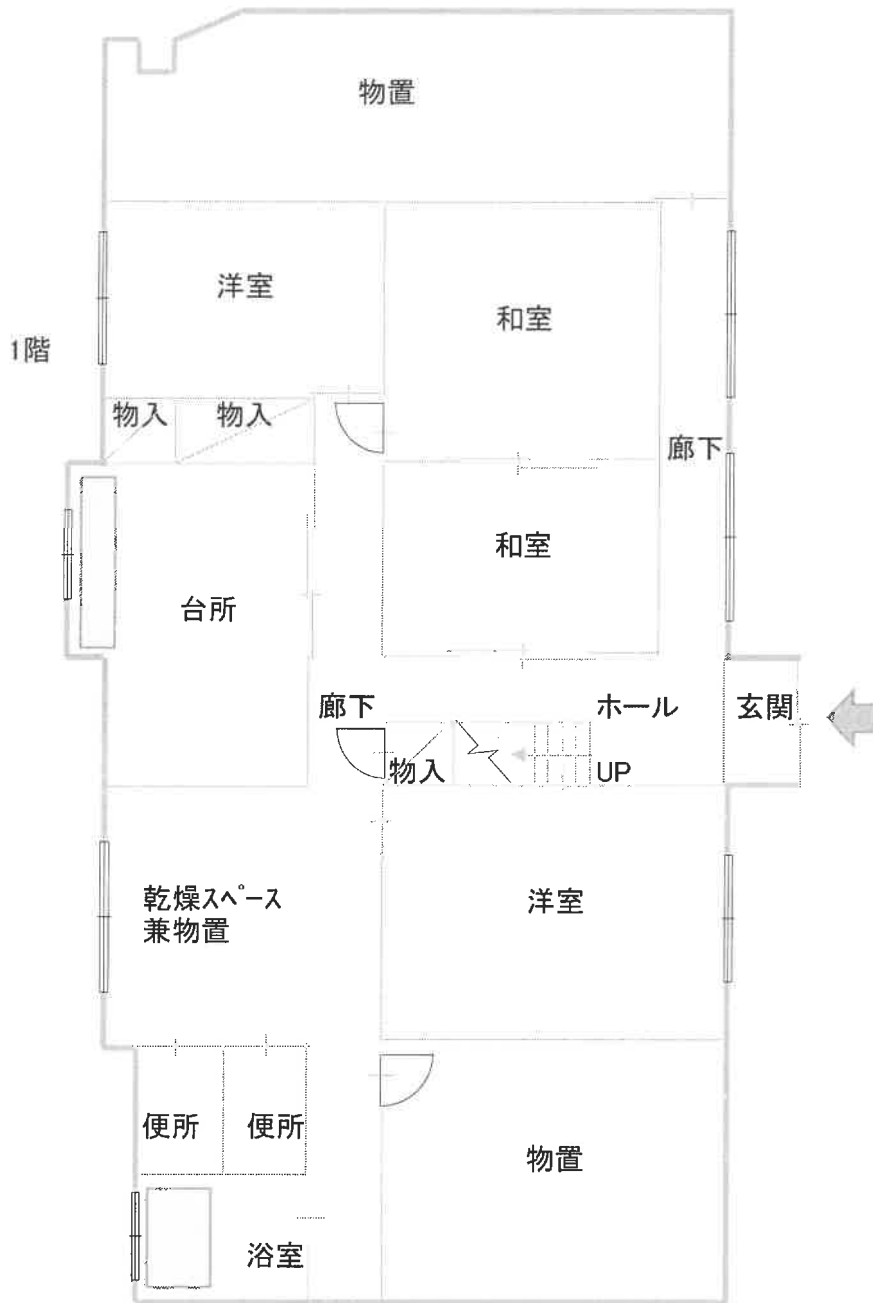 物置
洋室
和室
1階
物入
物入
廊下
和室
台所
廊下
ホール
玄関
物入
UP
乾燥スペース
兼物置
洋室
便所
便所
物置
浴室